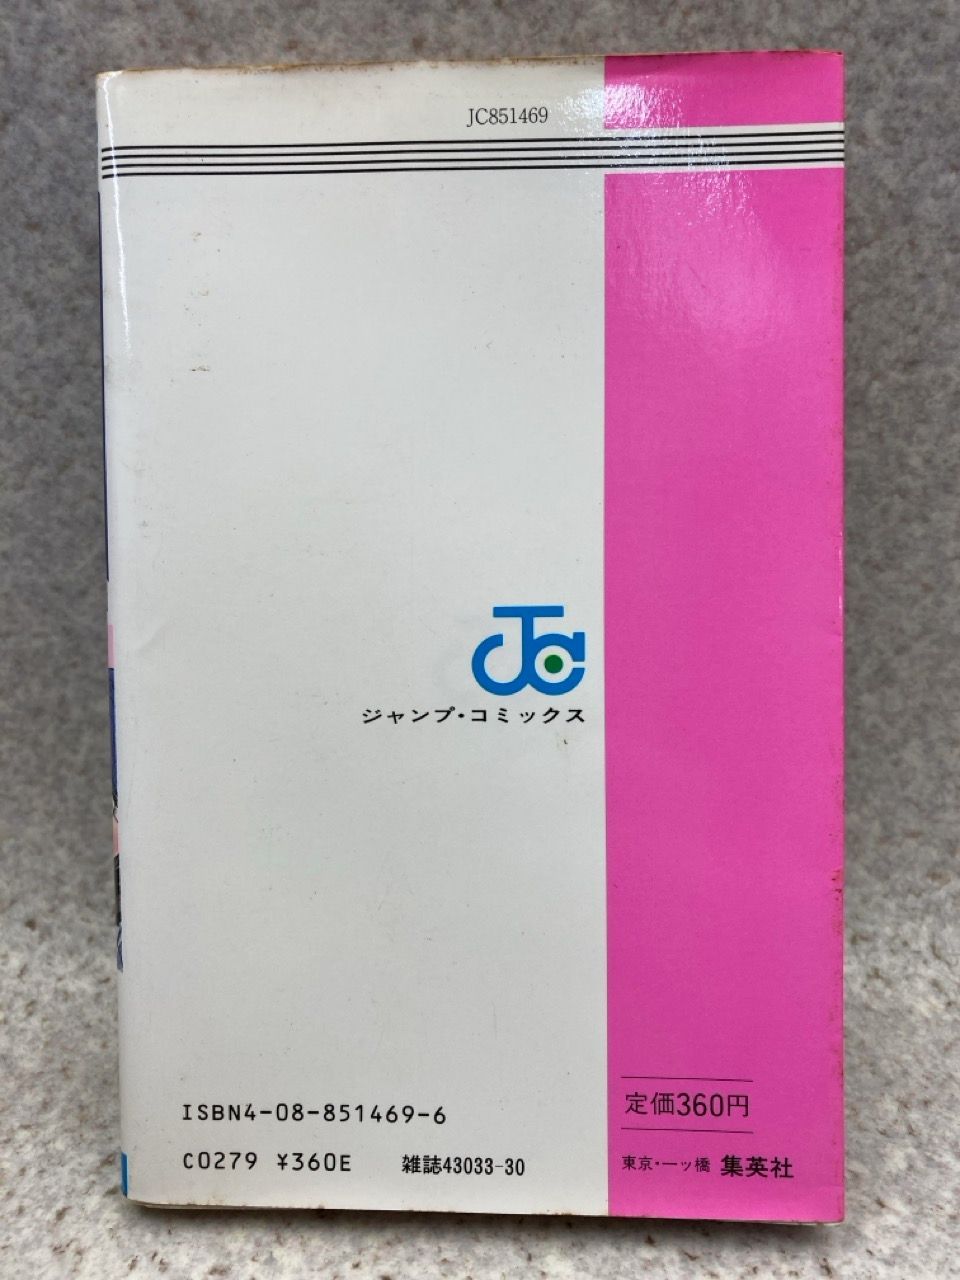 JC851469
JC
ジャンプ・コミックス
ISBN4-08-851469-6
C0279 ¥360E 雑誌43033-30
定価360円
東京・一ツ橋 集英社